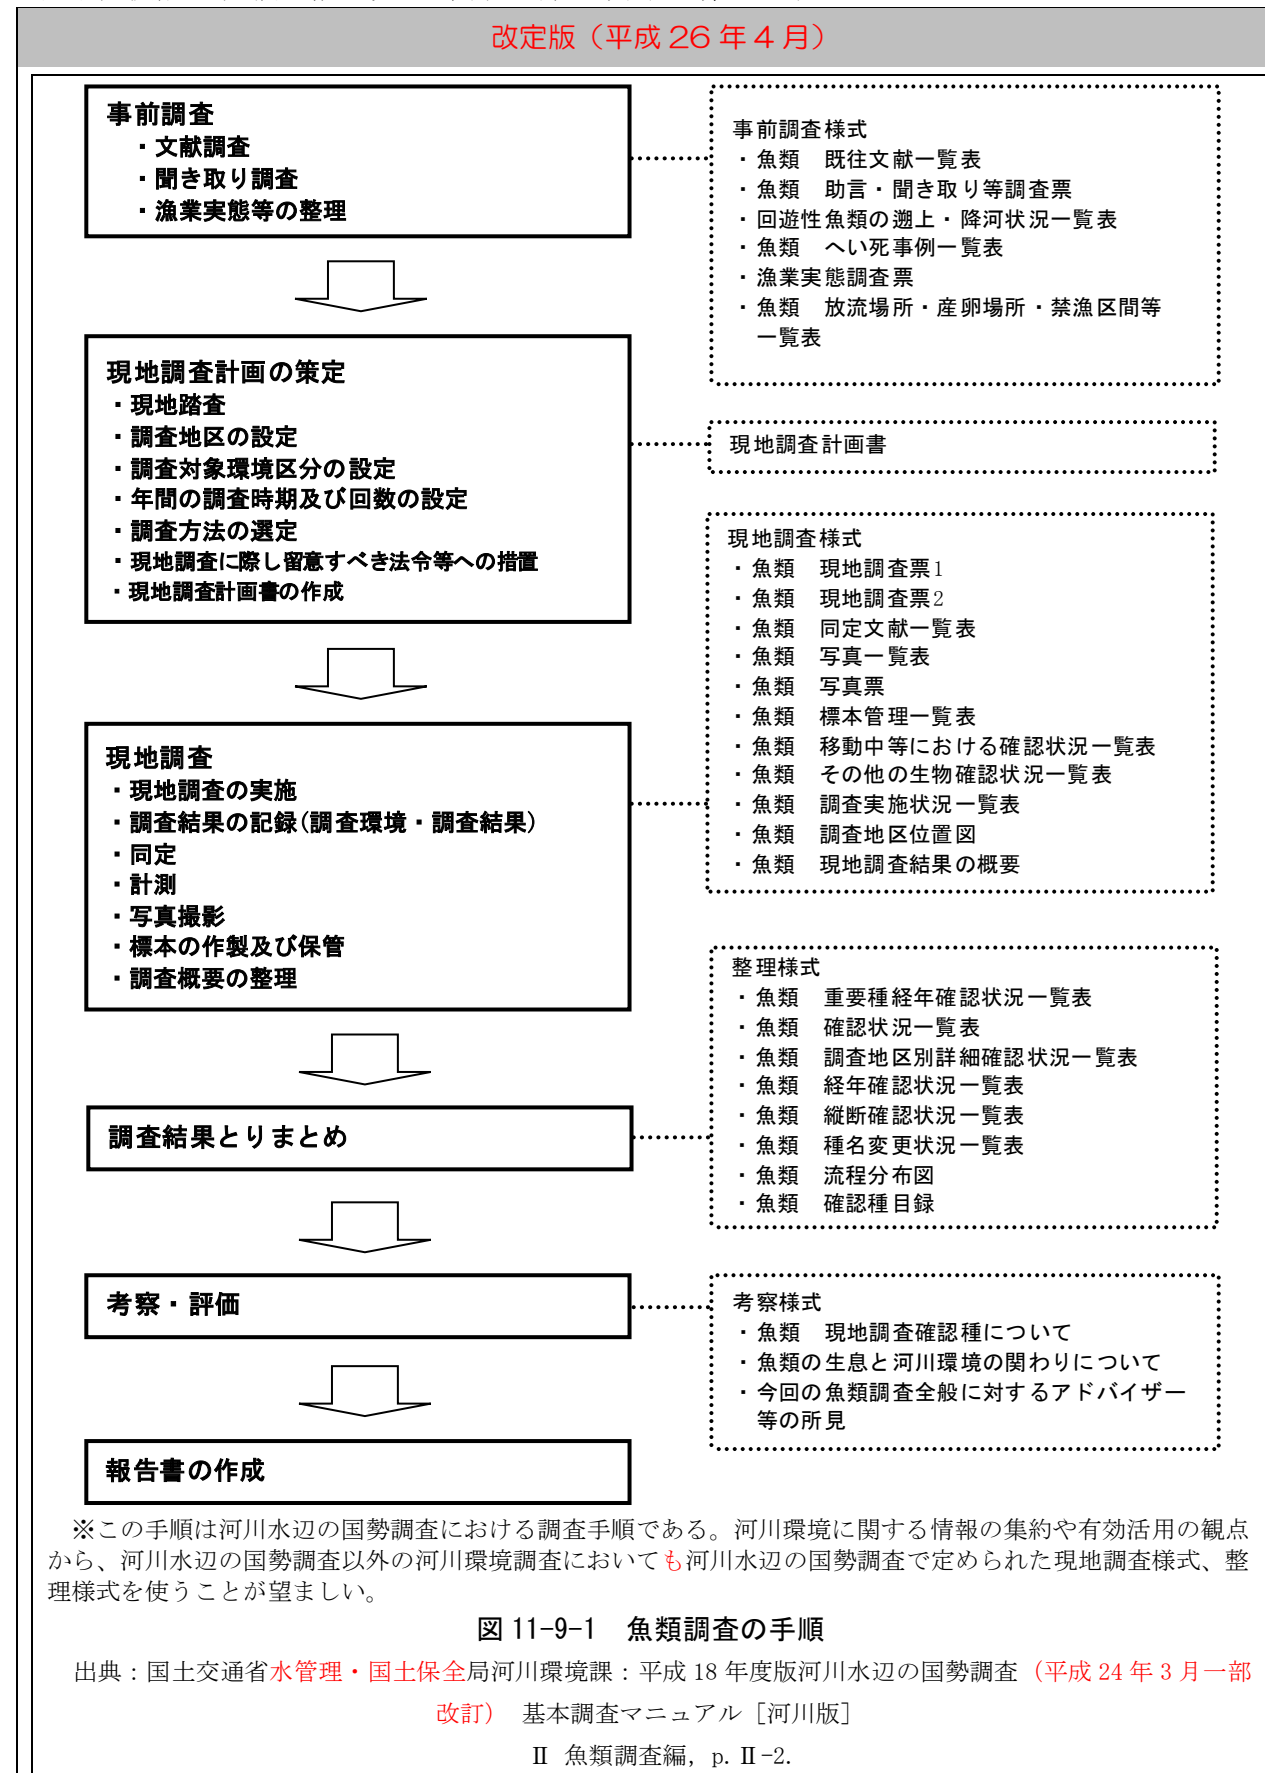 改定版（平成26年4月）
事前調査
・文献調査
・聞き取り調査
・漁業実態等の整理
事前調査様式
・魚類　既往文献一覧表
・魚類　助言・聞き取り等調査票
・回遊性魚類の遡上・降河状況一覧表
・魚類　へい死事例一覧表
・漁業実態調査票
・魚類　放流場所・産卵場所・禁漁区間等
一覧表
現地調査計画の策定
・現地踏査
・調査地区の設定
・調査対象環境区分の設定
・年間の調査時期及び回数の設定
・調査方法の選定
・現地調査に際し留意すべき法令等への措置
・現地調査計画書の作成
現地調査計画書
現地調査
・現地調査の実施
・調査結果の記録(調査環境・調査結果)
・同定
・計測
・写真撮影
・標本の作製及び保管
・調査概要の整理
現地調査様式
・魚類　現地調査票1
・魚類　現地調査票2
・魚類　同定文献一覧表
・魚類　写真一覧表
・魚類　写真票
・魚類　標本管理一覧表
・魚類　移動中等における確認状況一覧表
・魚類　その他の生物確認状況一覧表
・魚類　調査実施状況一覧表
・魚類　調査地区位置図
・魚類　現地調査結果の概要
調査結果とりまとめ
整理様式
・魚類　重要種経年確認状況一覧表
・魚類　確認状況一覧表
・魚類　調査地区別詳細確認状況一覧表
・魚類　経年確認状況一覧表
・魚類　縦断確認状況一覧表
・魚類　種名変更状況一覧表
・魚類　流程分布図
・魚類　確認種目録
考察・評価
考察様式
・魚類　現地調査確認種について
・魚類の生息と河川環境の関わりについて
・今回の魚類調査全般に対するアドバイザー
等の所見
報告書の作成
※この手順は河川水辺の国勢調査における調査手順である。河川環境に関する情報の集約や有効活用の観点
から、河川水辺の国勢調査以外の河川環境調査においても河川水辺の国勢調査で定められた現地調査様式、整
理様式を使うことが望ましい。
図 11-9-1　魚類調査の手順
出典：国土交通省水管理・国土保全局河川環境課：平成 18 年度版河川水辺の国勢調査（平成 24 年 3 月一部
改訂）　基本調査マニュアル［河川版］
Ⅱ 魚類調査編, p.Ⅱ-2.